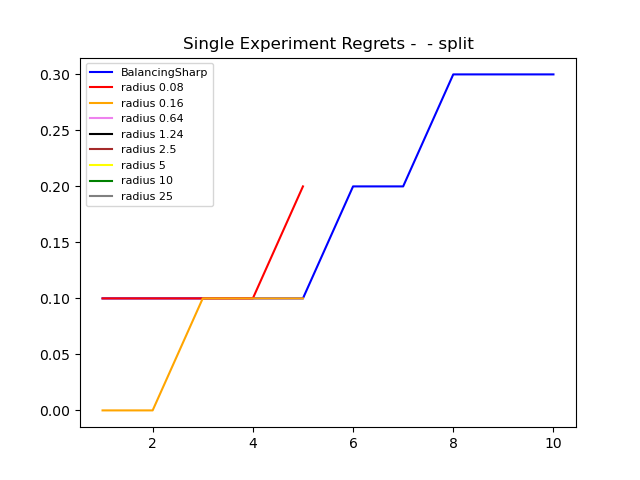 Single Experiment Regrets -  - split
BalancingSharp
radius 0.08
radius 0.16
radius 0.64
radius 1.24
radius 2.5
radius 5
radius 10
radius 25
0.30
0.25
0.20
0.15
0.10
0.05
0.00
2 4 6 8 10